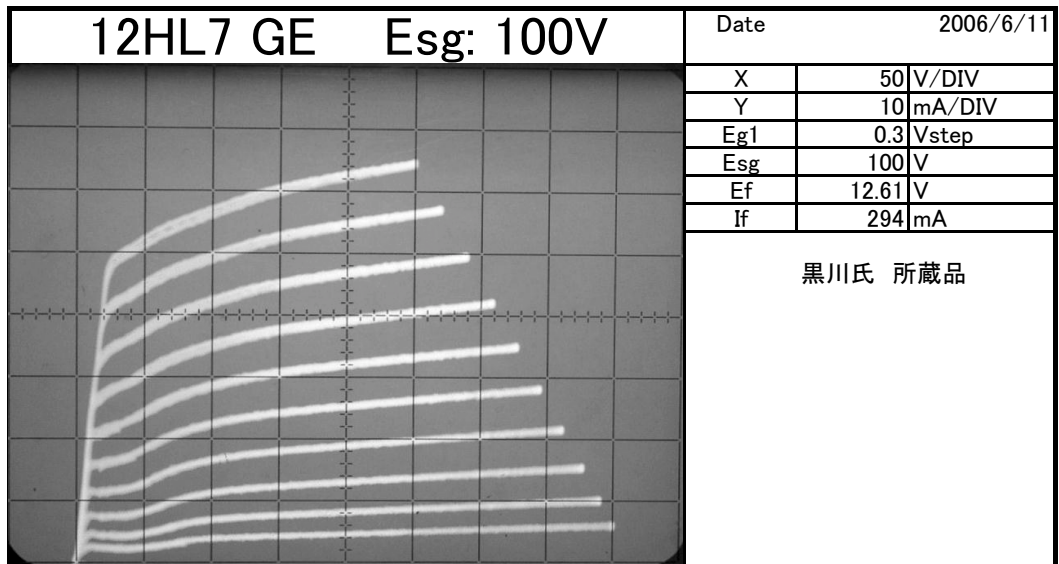 12HL7 GE Esg: 100V
Date 2006/6/11
X 50 V/DIV
Y 10 mA/DIV
Eg1 0.3 Vstep
Esg 100 V
Ef 12.61 V
If 294 mA
黒川氏 所蔵品